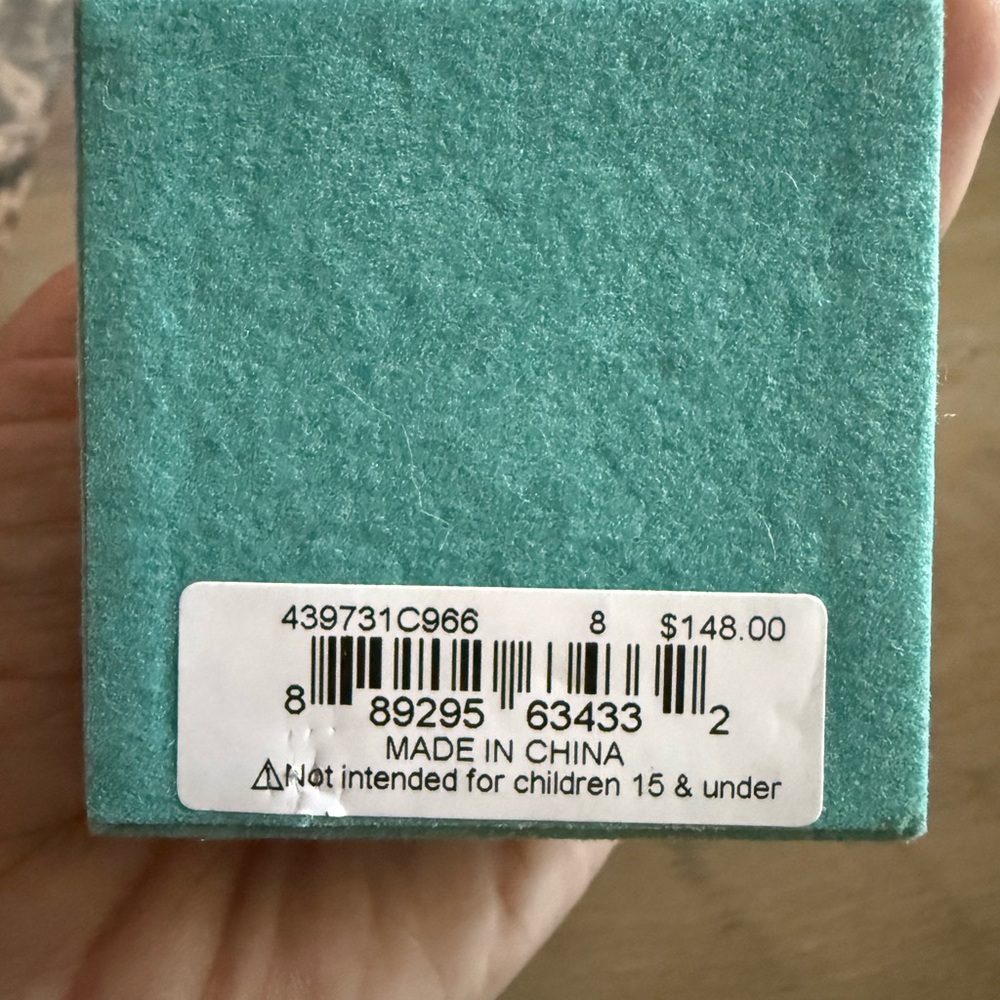 439731C966 8 $148.00
8 89295 63433 2
MADE IN CHINA
⚠Not intended for children 15 & under